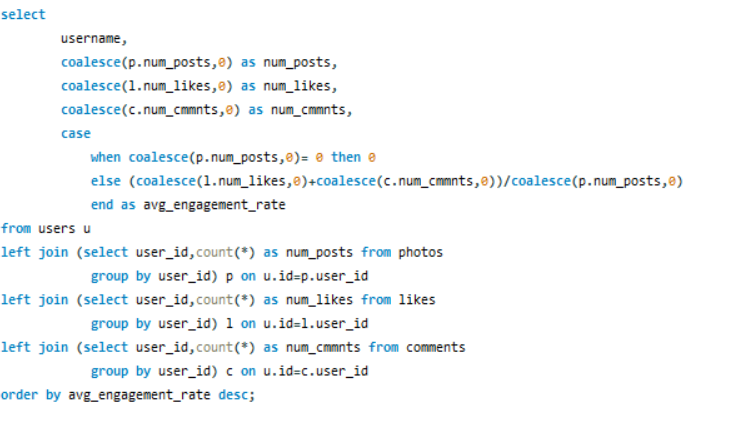 select
username,
coalesce(p.num_posts,0) as num_posts,
coalesce(l.num_likes,0) as num_likes,
coalesce(c.num_cmmnts,0) as num_cmmnts,
case
when coalesce(p.num_posts,0)= 0 then 0
else (coalesce(l.num_likes,0)+coalesce(c.num_cmmnts,0))/coalesce(p.num_posts,0)
end as avg_engagement_rate
from users u
left join (select user_id,count(*) as num_posts from photos
group by user_id) p on u.id=p.user_id
left join (select user_id,count(*) as num_likes from likes
group by user_id) l on u.id=l.user_id
left join (select user_id,count(*) as num_cmmnts from comments
group by user_id) c on u.id=c.user_id
order by avg_engagement_rate desc;